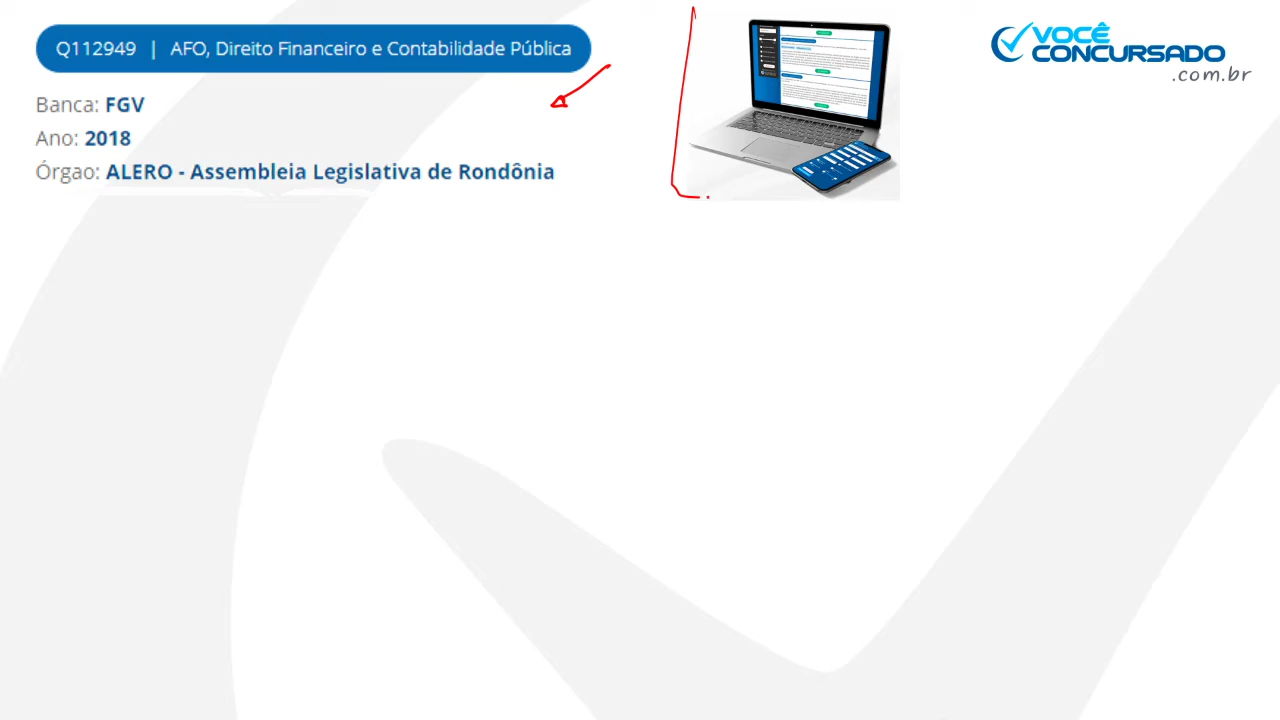 Q112949 | AFO, Direito Financeiro e Contabilidade Pública
Banca: FGV
Ano: 2018
Órgao: ALERO - Assembleia Legislativa de Rondônia
VOCÊ
CONCURSADO
.com.br